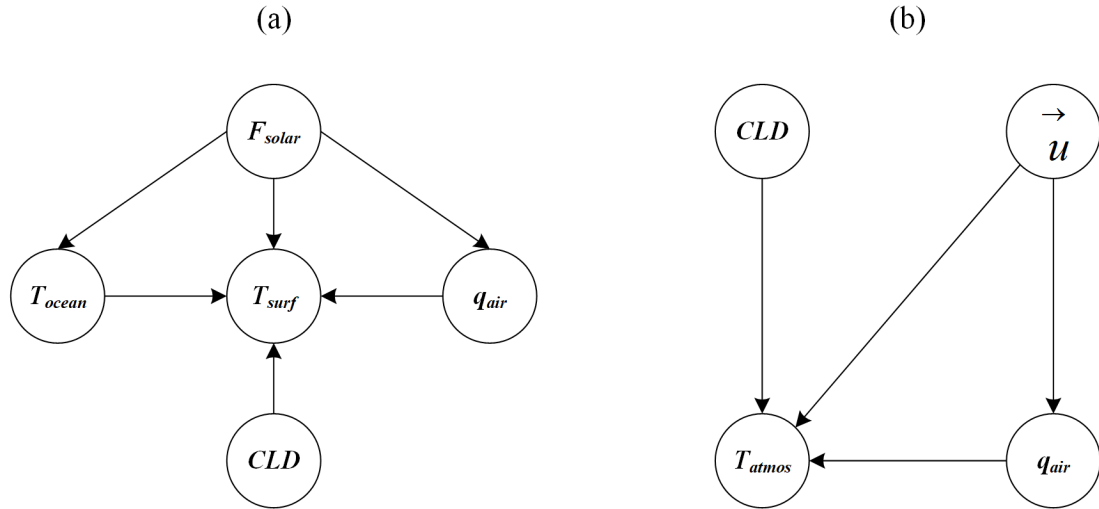 (a)
F_solar
T_ocean
T_surf
q_air
CLD
(b)
CLD
→
u
T_atmos
q_air